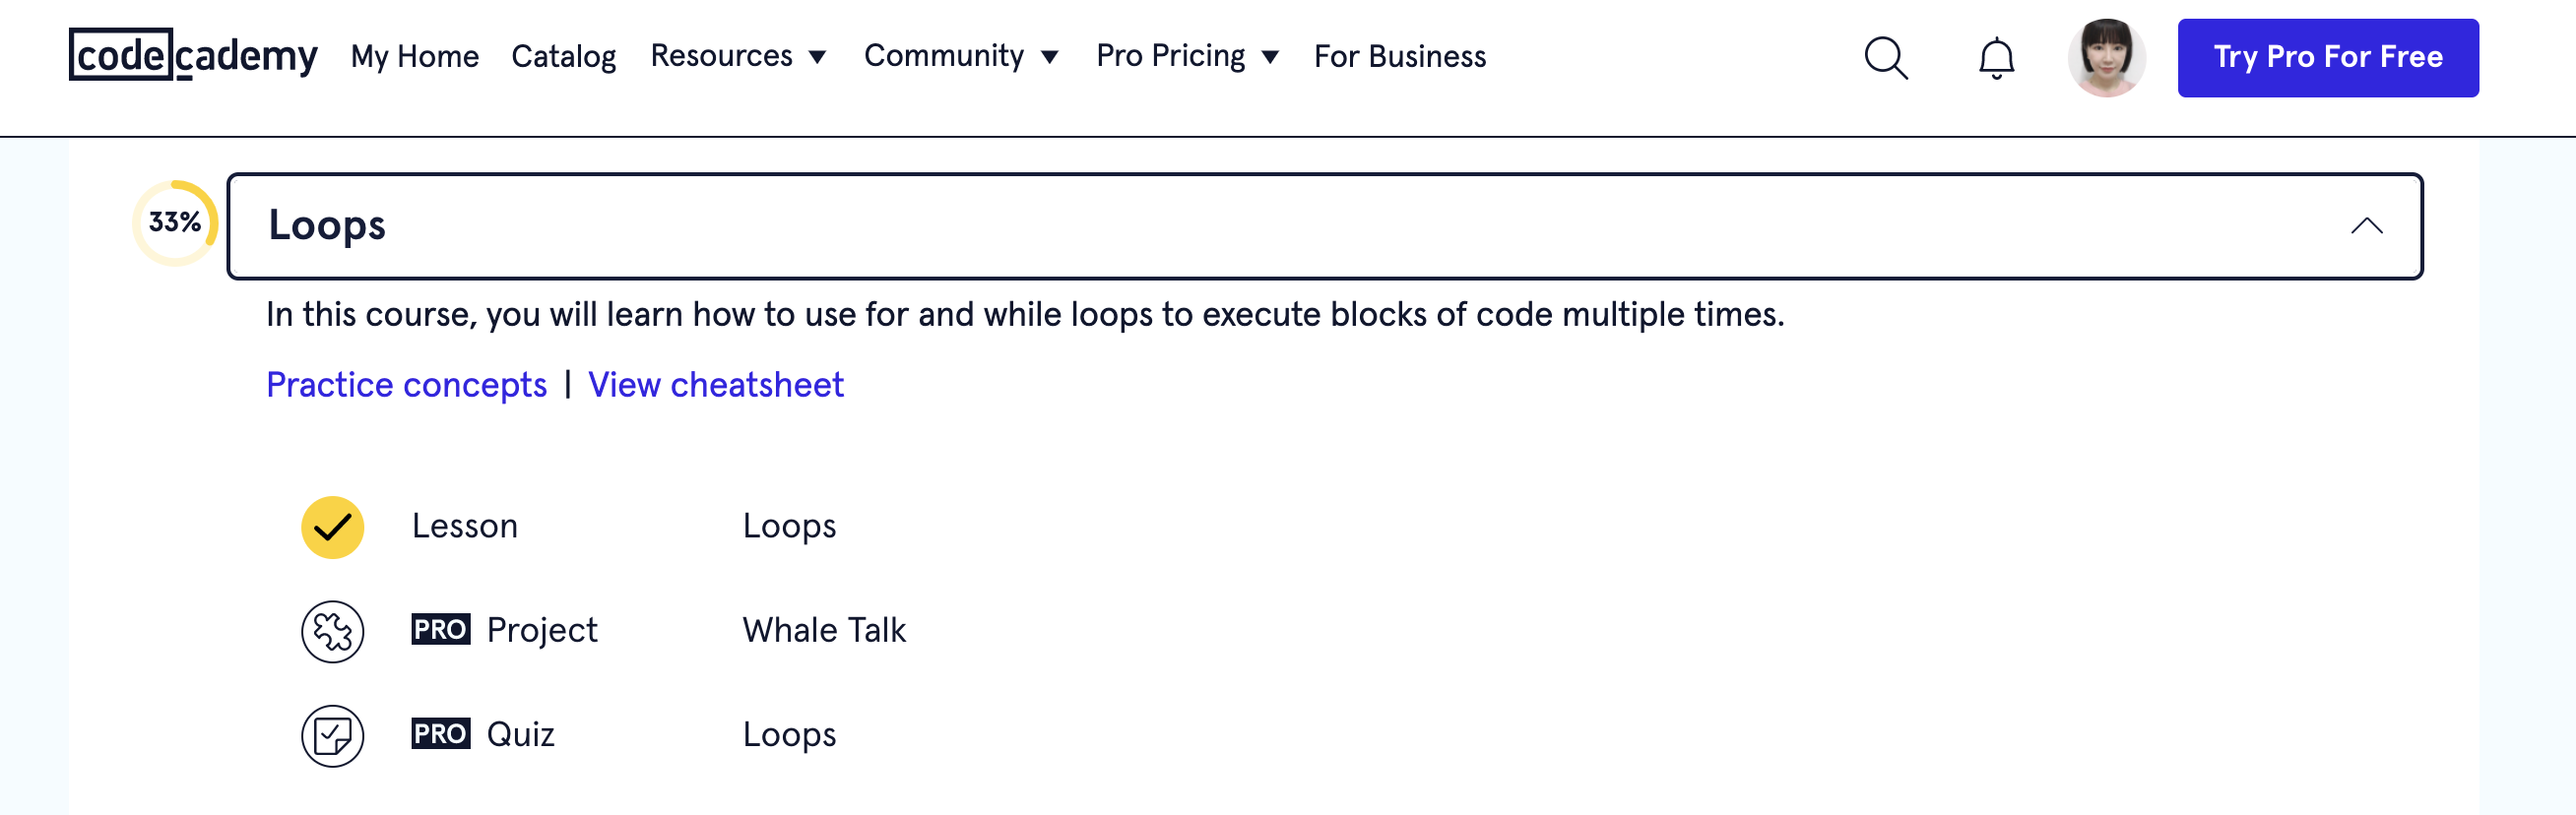 codecademy My Home Catalog Resources Community Pro Pricing For Business Try Pro For Free
33% Loops
In this course, you will learn how to use for and while loops to execute blocks of code multiple times.
Practice concepts | View cheatsheet
Lesson Loops
PRO Project Whale Talk
PRO Quiz Loops